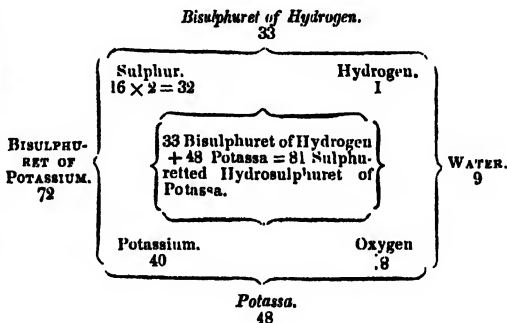 Bisulphuret of Hydrogen.
33
Sulphur. Hydrogen.
16 × 2 = 32 1
33 Bisulphuret of Hydrogen
+ 48 Potassa = 81 Sulphu-
retted Hydrosulphuret of
Potassa.
BISULPHU-
RET OF
POTASSIUM.
72
WATER.
9
Potassium. Oxygen
40 8
Potassa.
48